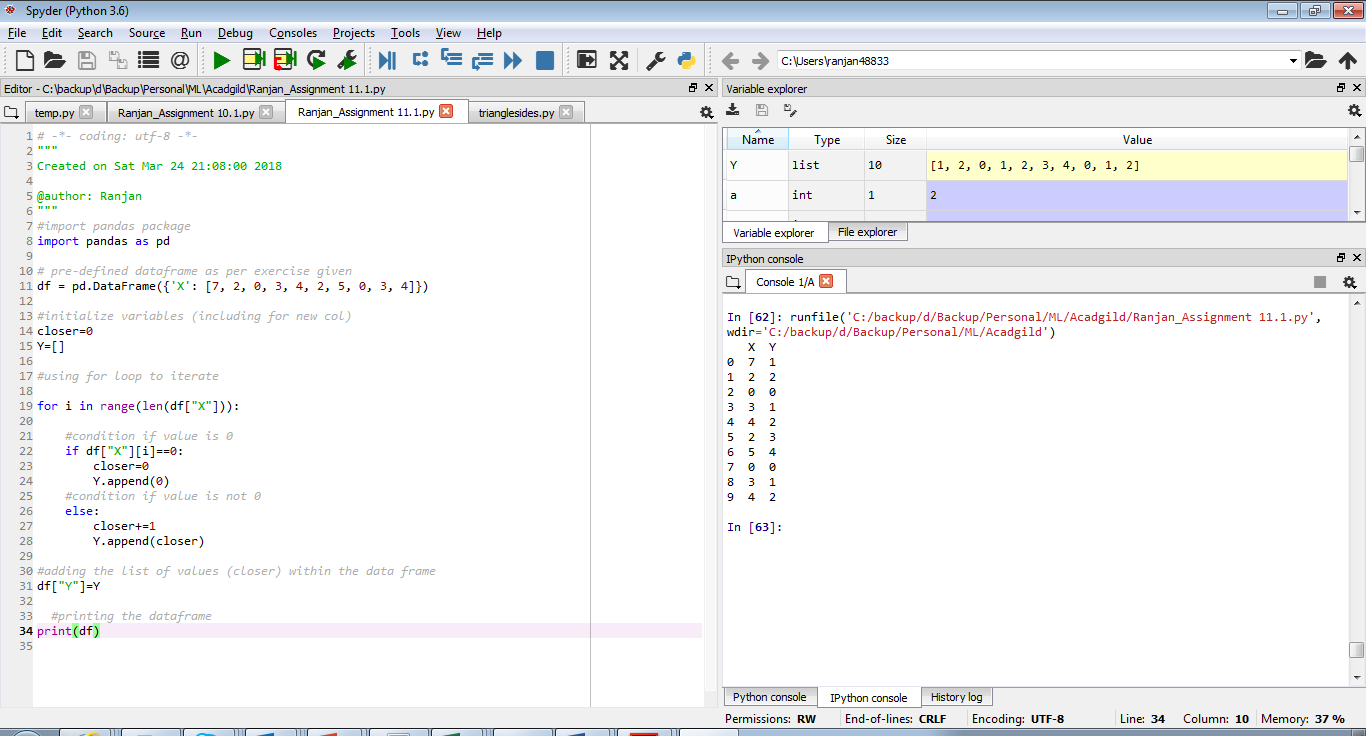 Spyder (Python 3.6)
File Edit Search Source Run Debug Consoles Projects Tools View Help
C:\Users\ranjan48833
Editor - C:\backup\d\Backup\Personal\ML\Acadgild\Ranjan_Assignment 11.1.py
temp.py Ranjan_Assignment 10.1.py Ranjan_Assignment 11.1.py trianglesides.py
1 # -*- coding: utf-8 -*-
2 """
3 Created on Sat Mar 24 21:08:00 2018
4
5 @author: Ranjan
6 """
7 #import pandas package
8 import pandas as pd
9
10 # pre-defined dataframe as per exercise given
11 df = pd.DataFrame({'X': [7, 2, 0, 3, 4, 2, 5, 0, 3, 4]})
12
13 #initialize variables (including for new col)
14 closer=0
15 Y=[]
16
17 #using for loop to iterate
18
19 for i in range(len(df["X"])):
20
21     #condition if value is 0
22     if df["X"][i]==0:
23         closer=0
24         Y.append(0)
25     #condition if value is not 0
26     else:
27         closer+=1
28         Y.append(closer)
29
30 #adding the list of values (closer) within the data frame
31 df["Y"]=Y
32
33   #printing the dataframe
34 print(df)
35
Variable explorer
Name Type Size Value
Y list 10 [1, 2, 0, 1, 2, 3, 4, 0, 1, 2]
a int 1 2
Variable explorer File explorer
IPython console
Console 1/A
In [62]: runfile('C:/backup/d/Backup/Personal/ML/Acadgild/Ranjan_Assignment 11.1.py',
wdir='C:/backup/d/Backup/Personal/ML/Acadgild')
   X  Y
0  7  1
1  2  2
2  0  0
3  3  1
4  4  2
5  2  3
6  5  4
7  0  0
8  3  1
9  4  2
In [63]:
Python console IPython console History log
Permissions: RW End-of-lines: CRLF Encoding: UTF-8 Line: 34 Column: 10 Memory: 37 %